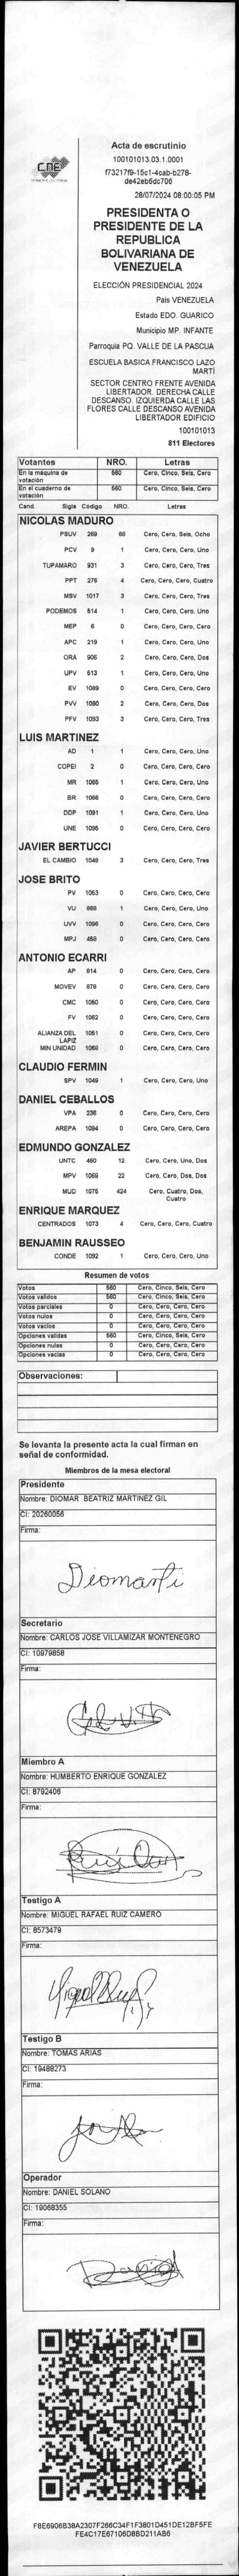 CNE
Acta de escrutinio
100101013.03.1.0001
f73217f9-15c1-4cab-b278-
de42eb6dc706
28/07/2024 08:00:05 PM
PRESIDENTA O
PRESIDENTE DE LA
REPUBLICA
BOLIVARIANA DE
VENEZUELA
ELECCIÓN PRESIDENCIAL 2024
Pais VENEZUELA
Estado EDO. GUARICO
Municipio MP. INFANTE
Parroquia PQ. VALLE DE LA PASCUA
ESCUELA BASICA FRANCISCO LAZO
MARTÍ
SECTOR CENTRO FRENTE AVENIDA
LIBERTADOR. DERECHA CALLE
DESCANSO. IZQUIERDA CALLE LAS
FLORES CALLE DESCANSO AVENIDA
LIBERTADOR EDIFICIO
100101013
811 Electores
Votantes NRO. Letras
En la máquina de votación 560 Cero, Cinco, Seis, Cero
En el cuaderno de votación 560 Cero, Cinco, Seis, Cero
Cand. Sigla Código NRO. Letras
NICOLAS MADURO
PSUV 269 68 Cero, Cero, Seis, Ocho
PCV 9 1 Cero, Cero, Cero, Uno
TUPAMARO 931 3 Cero, Cero, Cero, Tres
PPT 276 4 Cero, Cero, Cero, Cuatro
MSV 1017 3 Cero, Cero, Cero, Tres
PODEMOS 514 1 Cero, Cero, Cero, Uno
MEP 6 0 Cero, Cero, Cero, Cero
APC 219 1 Cero, Cero, Cero, Uno
ORA 906 2 Cero, Cero, Cero, Dos
UPV 513 1 Cero, Cero, Cero, Uno
EV 1089 0 Cero, Cero, Cero, Cero
PVV 1090 2 Cero, Cero, Cero, Dos
PFV 1093 3 Cero, Cero, Cero, Tres
LUIS MARTINEZ
AD 1 1 Cero, Cero, Cero, Uno
COPEI 2 0 Cero, Cero, Cero, Cero
MR 1065 1 Cero, Cero, Cero, Uno
BR 1066 0 Cero, Cero, Cero, Cero
DDP 1091 1 Cero, Cero, Cero, Uno
UNE 1095 0 Cero, Cero, Cero, Cero
JAVIER BERTUCCI
EL CAMBIO 1048 3 Cero, Cero, Cero, Tres
JOSE BRITO
PV 1053 0 Cero, Cero, Cero, Cero
VU 868 1 Cero, Cero, Cero, Uno
UVV 1096 0 Cero, Cero, Cero, Cero
MPJ 459 0 Cero, Cero, Cero, Cero
ANTONIO ECARRI
AP 814 0 Cero, Cero, Cero, Cero
MOVEV 879 0 Cero, Cero, Cero, Cero
CMC 1060 0 Cero, Cero, Cero, Cero
FV 1062 0 Cero, Cero, Cero, Cero
ALIANZA DEL LAPIZ 1051 0 Cero, Cero, Cero, Cero
MIN UNIDAD 1068 0 Cero, Cero, Cero, Cero
CLAUDIO FERMIN
SPV 1049 1 Cero, Cero, Cero, Uno
DANIEL CEBALLOS
VPA 236 0 Cero, Cero, Cero, Cero
AREPA 1094 0 Cero, Cero, Cero, Cero
EDMUNDO GONZALEZ
UNTC 460 12 Cero, Cero, Uno, Dos
MPV 1069 22 Cero, Cero, Dos, Dos
MUD 1075 424 Cero, Cuatro, Dos, Cuatro
ENRIQUE MARQUEZ
CENTRADOS 1073 4 Cero, Cero, Cero, Cuatro
BENJAMIN RAUSSEO
CONDE 1092 1 Cero, Cero, Cero, Uno
Resumen de votos
Votos 560 Cero, Cinco, Seis, Cero
Votos validos 560 Cero, Cinco, Seis, Cero
Votos parciales 0 Cero, Cero, Cero, Cero
Votos nulos 0 Cero, Cero, Cero, Cero
Votos vacios 0 Cero, Cero, Cero, Cero
Opciones validas 560 Cero, Cinco, Seis, Cero
Opciones nulas 0 Cero, Cero, Cero, Cero
Opciones vacias 0 Cero, Cero, Cero, Cero
Observaciones:
Se levanta la presente acta la cual firman en
señal de conformidad.
Miembros de la mesa electoral
Presidente
Nombre: DIOMAR BEATRIZ MARTINEZ GIL
CI: 20260056
Firma:
Diomarti
Secretario
Nombre: CARLOS JOSE VILLAMIZAR MONTENEGRO
CI: 10979858
Firma:
Miembro A
Nombre: HUMBERTO ENRIQUE GONZALEZ
CI: 8792406
Firma:
Testigo A
Nombre: MIGUEL RAFAEL RUIZ CAMERO
CI: 8573479
Firma:
Testigo B
Nombre: TOMAS ARIAS
CI: 19488273
Firma:
Operador
Nombre: DANIEL SOLANO
CI: 19068355
Firma:
F8E6906B38A2307F266C34F1F3801D451DE12BF5FE
FE4C17E67106D8BD211AB6